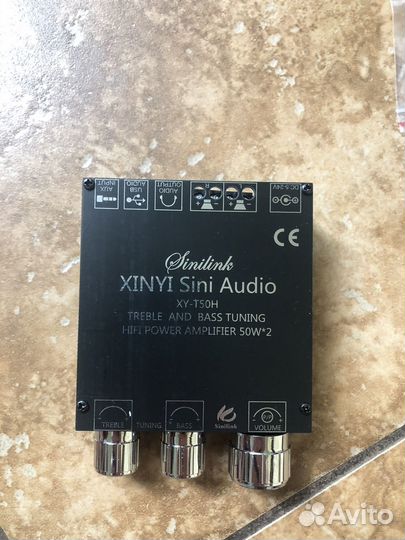 AUX INPUT
USB AUDIO
AUDIO OUTPUT
R
L
DC:5-24V
CE
Sinilink
XINYI Sini Audio
XY-T50H
TREBLE AND BASS TUNING
HIFI POWER AMPLIFIER 50W*2
TREBLE TUNING BASS Sinilink P/P VOLUME
Avito